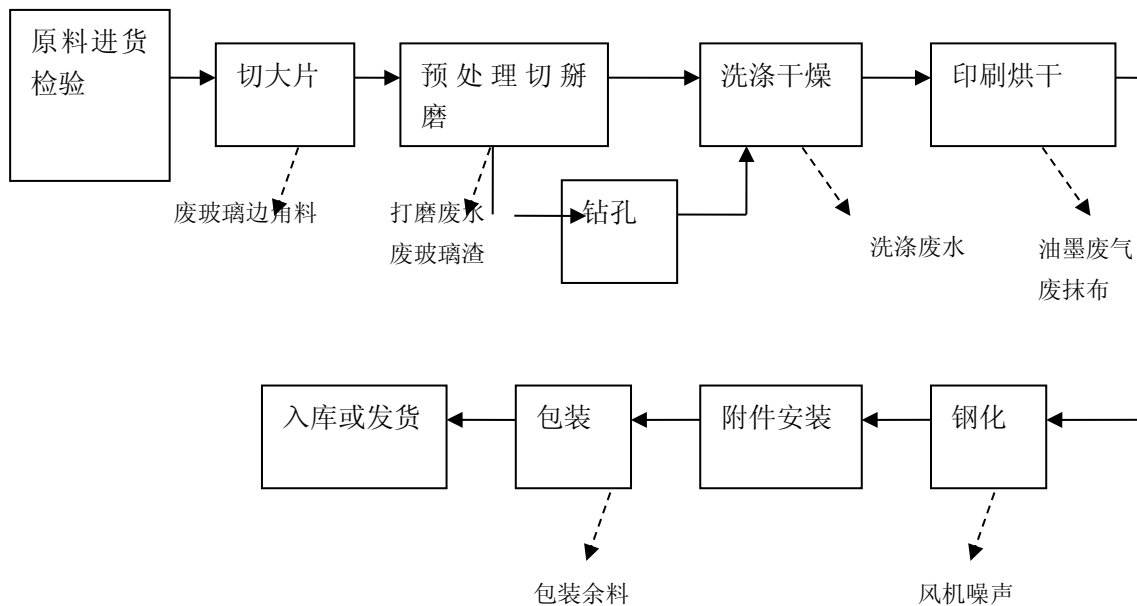 原料进货
检验
切大片
预处理切掰
磨
洗涤干燥
印刷烘干
废玻璃边角料
打磨废水
废玻璃渣
钻孔
洗涤废水
油墨废气
废抹布
入库或发货
包装
附件安装
钢化
包装余料
风机噪声